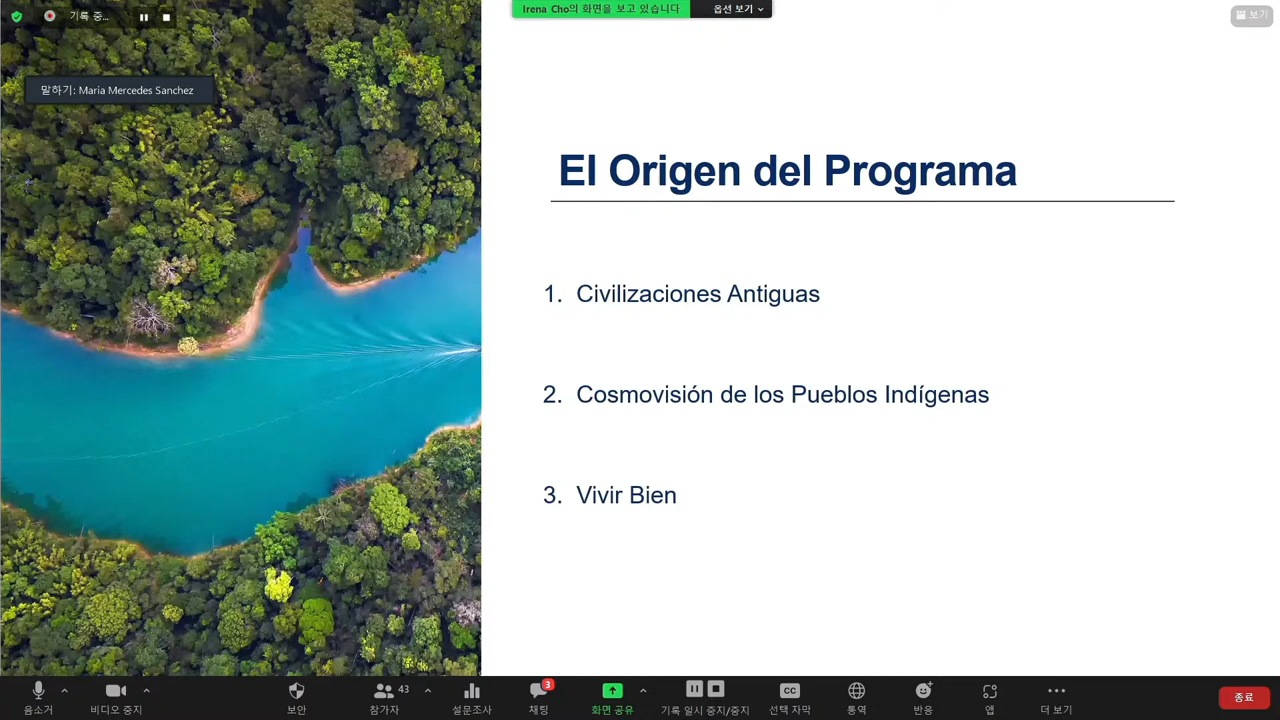 기록 중...
Irena Cho의 화면을 보고 있습니다
옵션 보기
보기
말하기: Maria Mercedes Sanchez
El Origen del Programa
1. Civilizaciones Antiguas
2. Cosmovisión de los Pueblos Indígenas
3. Vivir Bien
43
3
CC
음소거
비디오 중지
보안
참가자
설문조사
채팅
화면 공유
기록 일시 중지/중지
선택 자막
통역
반응
앱
더 보기
종료